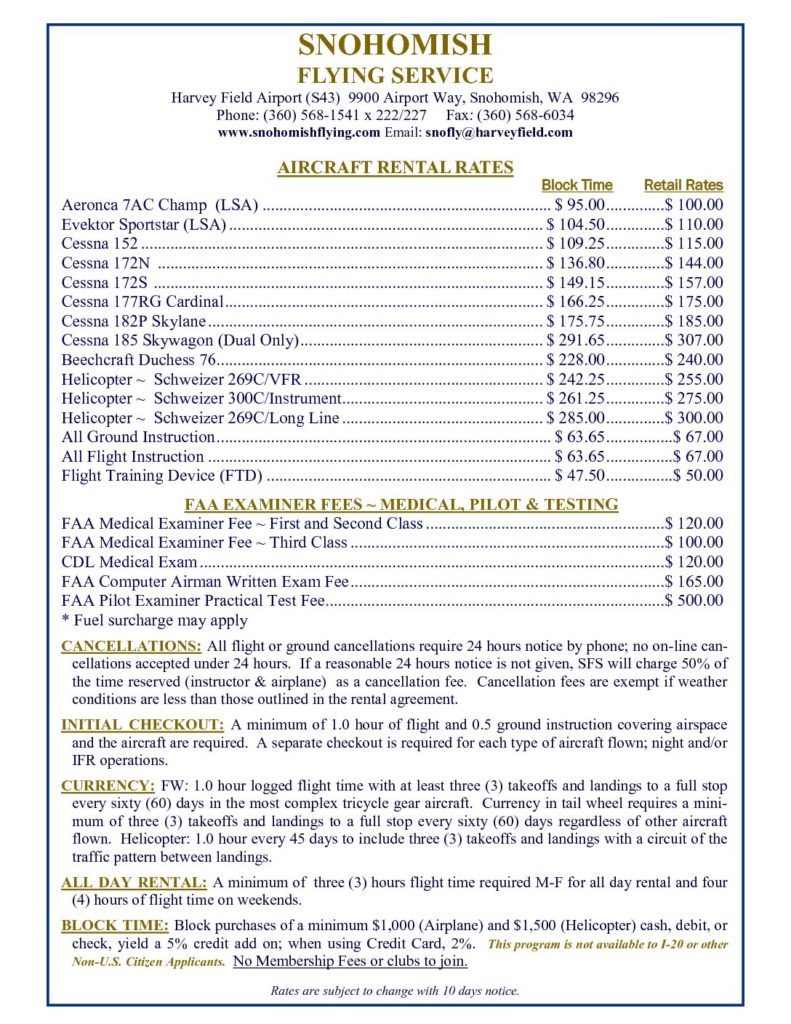 SNOHOMISH
FLYING SERVICE
Harvey Field Airport (S43) 9900 Airport Way, Snohomish, WA 98296
Phone: (360) 568-1541 x 222/227 Fax: (360) 568-6034
www.snohomishflying.com Email: snofly@harveyfield.com
AIRCRAFT RENTAL RATES
Block Time Retail Rates
Aeronca 7AC Champ (LSA) ........ $ 95.00........$ 100.00
Evektor Sportstar (LSA) ........ $ 104.50........$ 110.00
Cessna 152 ........ $ 109.25........$ 115.00
Cessna 172N ........ $ 136.80........$ 144.00
Cessna 172S ........ $ 149.15........$ 157.00
Cessna 177RG Cardinal........ $ 166.25........$ 175.00
Cessna 182P Skylane........ $ 175.75........$ 185.00
Cessna 185 Skywagon (Dual Only)........ $ 291.65........$ 307.00
Beechcraft Duchess 76........ $ 228.00........$ 240.00
Helicopter ~ Schweizer 269C/VFR ........ $ 242.25........$ 255.00
Helicopter ~ Schweizer 300C/Instrument........ $ 261.25........$ 275.00
Helicopter ~ Schweizer 269C/Long Line ........ $ 285.00........$ 300.00
All Ground Instruction........ $ 63.65........$ 67.00
All Flight Instruction ........ $ 63.65........$ 67.00
Flight Training Device (FTD) ........ $ 47.50........$ 50.00
FAA EXAMINER FEES ~ MEDICAL, PILOT & TESTING
FAA Medical Examiner Fee ~ First and Second Class ........$ 120.00
FAA Medical Examiner Fee ~ Third Class ........$ 100.00
CDL Medical Exam ........$ 120.00
FAA Computer Airman Written Exam Fee........$ 165.00
FAA Pilot Examiner Practical Test Fee........$ 500.00
* Fuel surcharge may apply
CANCELLATIONS: All flight or ground cancellations require 24 hours notice by phone; no on-line can-
cellations accepted under 24 hours. If a reasonable 24 hours notice is not given, SFS will charge 50% of
the time reserved (instructor & airplane) as a cancellation fee. Cancellation fees are exempt if weather
conditions are less than those outlined in the rental agreement.
INITIAL CHECKOUT: A minimum of 1.0 hour of flight and 0.5 ground instruction covering airspace
and the aircraft are required. A separate checkout is required for each type of aircraft flown; night and/or
IFR operations.
CURRENCY: FW: 1.0 hour logged flight time with at least three (3) takeoffs and landings to a full stop
every sixty (60) days in the most complex tricycle gear aircraft. Currency in tail wheel requires a mini-
mum of three (3) takeoffs and landings to a full stop every sixty (60) days regardless of other aircraft
flown. Helicopter: 1.0 hour every 45 days to include three (3) takeoffs and landings with a circuit of the
traffic pattern between landings.
ALL DAY RENTAL: A minimum of three (3) hours flight time required M-F for all day rental and four
(4) hours of flight time on weekends.
BLOCK TIME: Block purchases of a minimum $1,000 (Airplane) and $1,500 (Helicopter) cash, debit, or
check, yield a 5% credit add on; when using Credit Card, 2%. This program is not available to I-20 or other
Non-U.S. Citizen Applicants. No Membership Fees or clubs to join.
Rates are subject to change with 10 days notice.